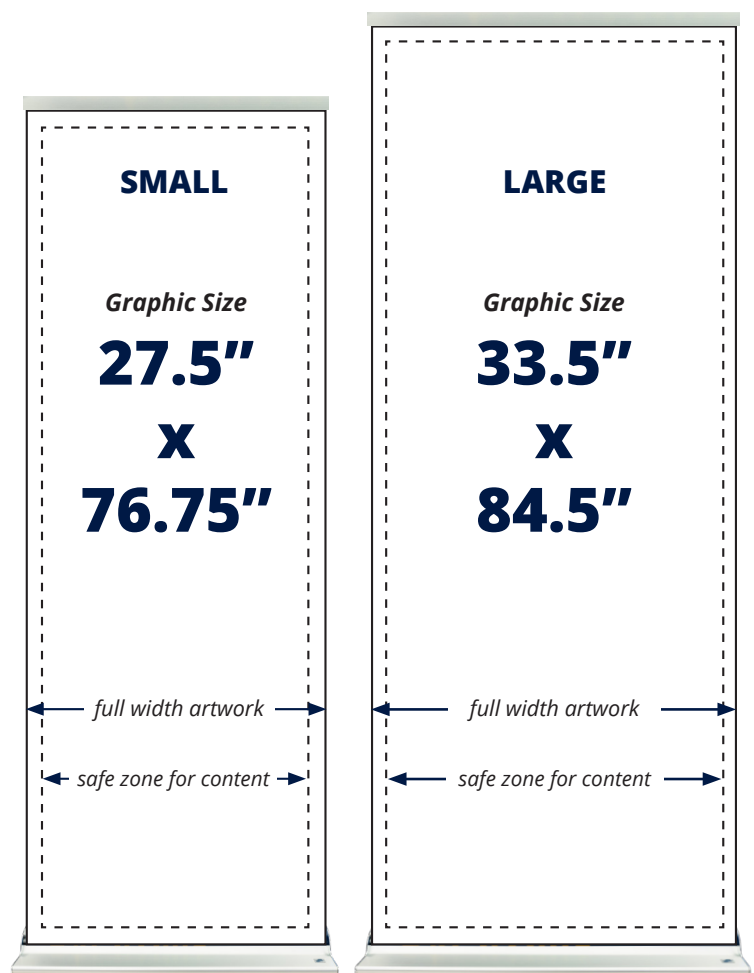 SMALL
Graphic Size
27.5”
x
76.75”
full width artwork
safe zone for content
LARGE
Graphic Size
33.5”
x
84.5”
full width artwork
safe zone for content